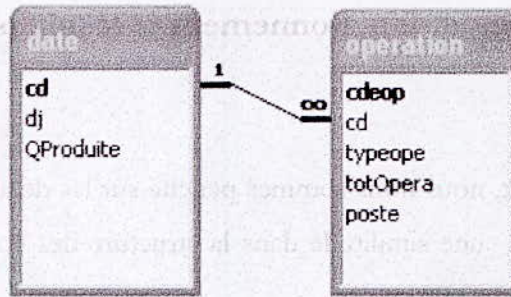 date
cd
dj
QProduite
1
∞
operation
cdeop
cd
typeope
totOpera
poste